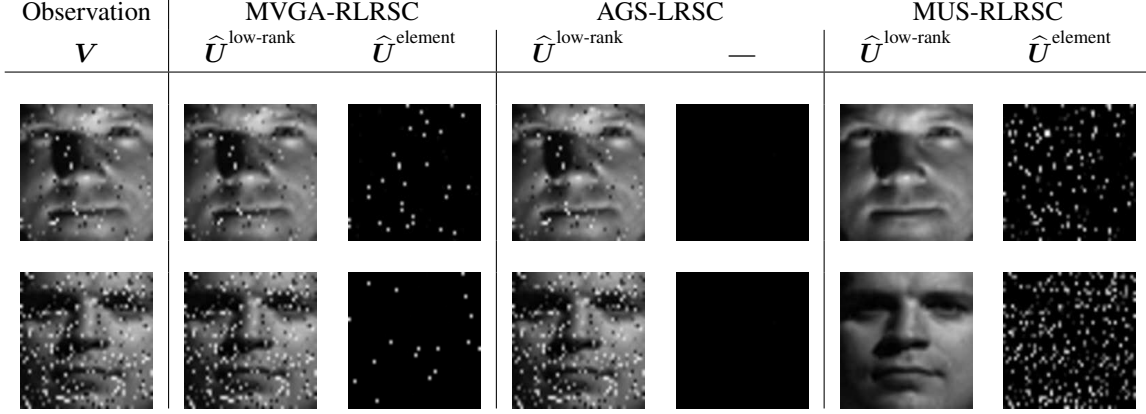 Observation MVGA-RLRSC AGS-LRSC MUS-RLRSC
V Û^low-rank Û^element Û^low-rank — Û^low-rank Û^element